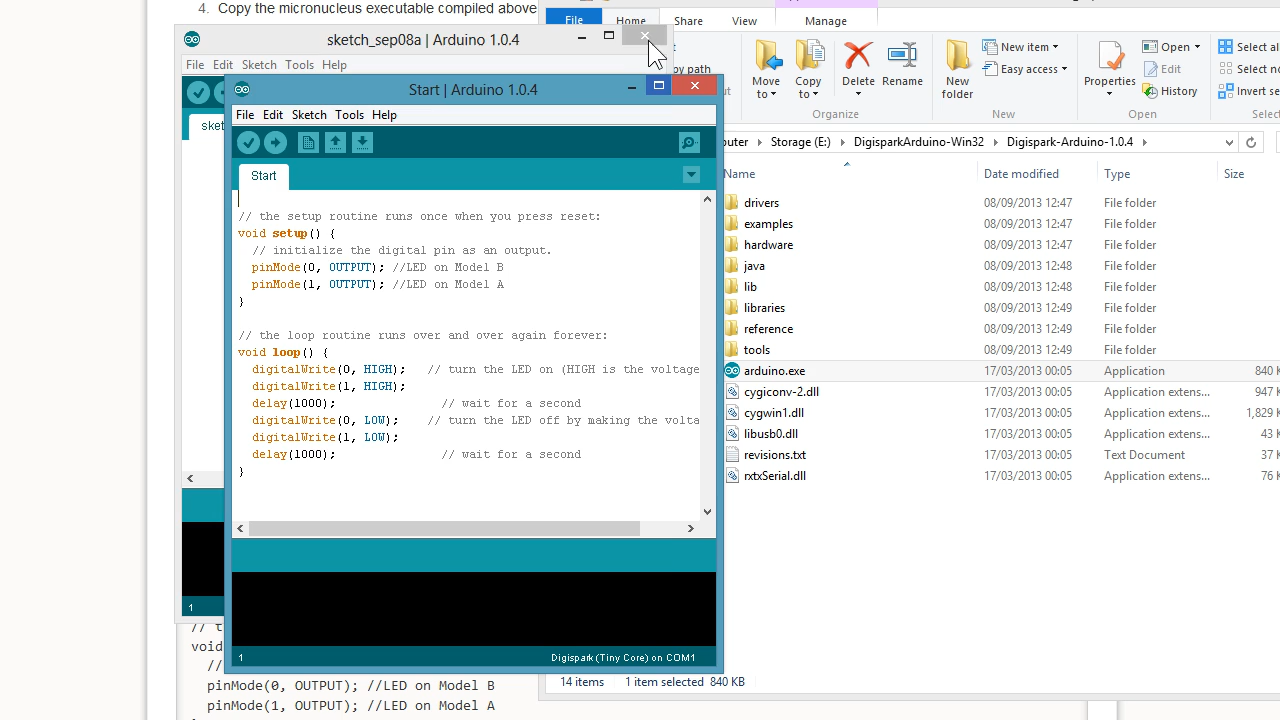 4. Copy the micronucleus executable compiled above
sketch_sep08a | Arduino 1.0.4
File Edit Sketch Tools Help
sket
1
Start | Arduino 1.0.4
File Edit Sketch Tools Help
Start
// the setup routine runs once when you press reset:
void setup() {
// initialize the digital pin as an output.
pinMode(0, OUTPUT); //LED on Model B
pinMode(1, OUTPUT); //LED on Model A
}
// the loop routine runs over and over again forever:
void loop() {
digitalWrite(0, HIGH); // turn the LED on (HIGH is the voltage
digitalWrite(1, HIGH);
delay(1000); // wait for a second
digitalWrite(0, LOW); // turn the LED off by making the volta
digitalWrite(1, LOW);
delay(1000); // wait for a second
}
1 Digispark (Tiny Core) on COM1
void
//
pinMode(0, OUTPUT); //LED on Model B
pinMode(1, OUTPUT); //LED on Model A
File Home Share View Manage
py path
Move to Copy to Delete Rename
Organize
New folder
New item
Easy access
New
Properties
Open
Edit
History
Open
Select al
Select no
Invert se
Selec
puter Storage (E:) DigisparkArduino-Win32 Digispark-Arduino-1.0.4
Name Date modified Type Size
drivers 08/09/2013 12:47 File folder
examples 08/09/2013 12:47 File folder
hardware 08/09/2013 12:47 File folder
java 08/09/2013 12:48 File folder
lib 08/09/2013 12:48 File folder
libraries 08/09/2013 12:49 File folder
reference 08/09/2013 12:49 File folder
tools 08/09/2013 12:49 File folder
arduino.exe 17/03/2013 00:05 Application 840 K
cygiconv-2.dll 17/03/2013 00:05 Application extens... 947 K
cygwin1.dll 17/03/2013 00:05 Application extens... 1,829 K
libusb0.dll 17/03/2013 00:05 Application extens... 43 K
revisions.txt 17/03/2013 00:05 Text Document 37 K
rxtxSerial.dll 17/03/2013 00:05 Application extens... 76 K
14 items 1 item selected 840 KB